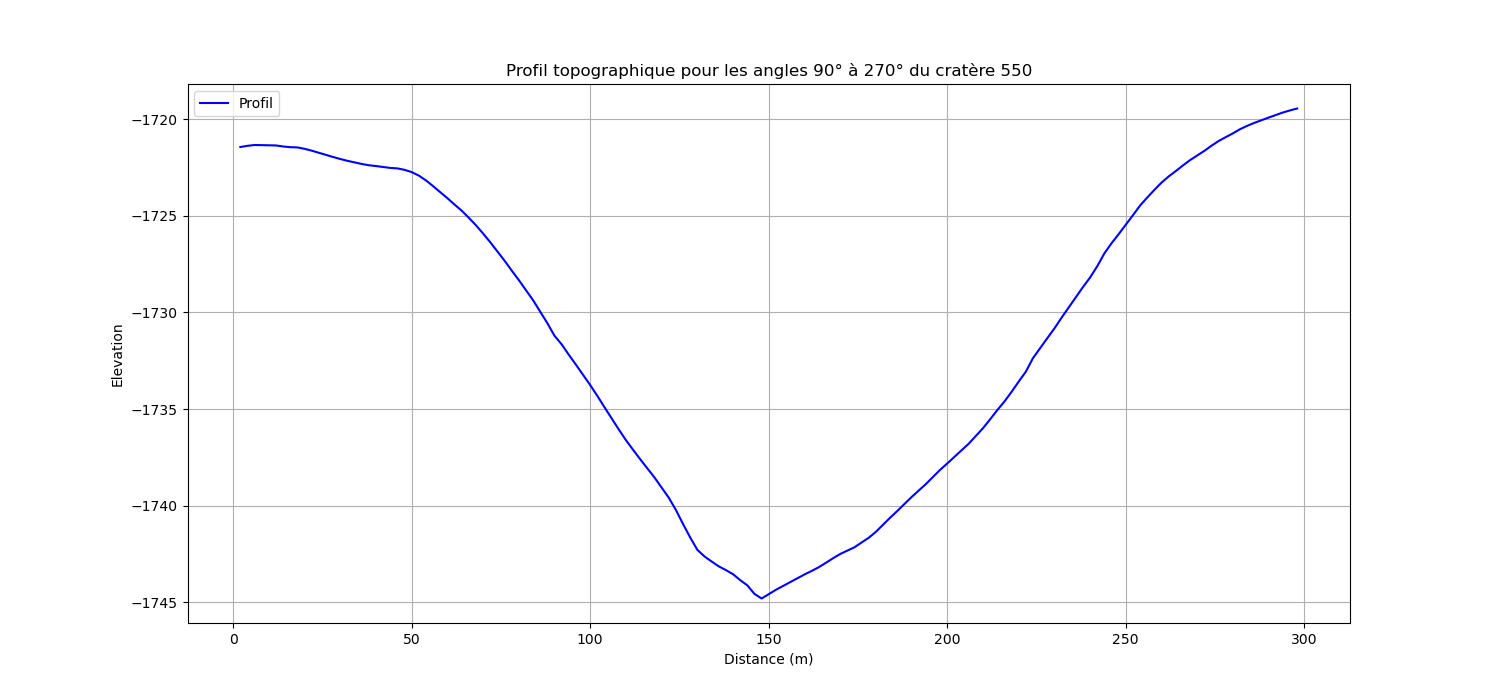 Profil topographique pour les angles 90° à 270° du cratère 550
Profil
−1720
−1725
−1730
−1735
−1740
−1745
Elevation
0 50 100 150 200 250 300
Distance (m)